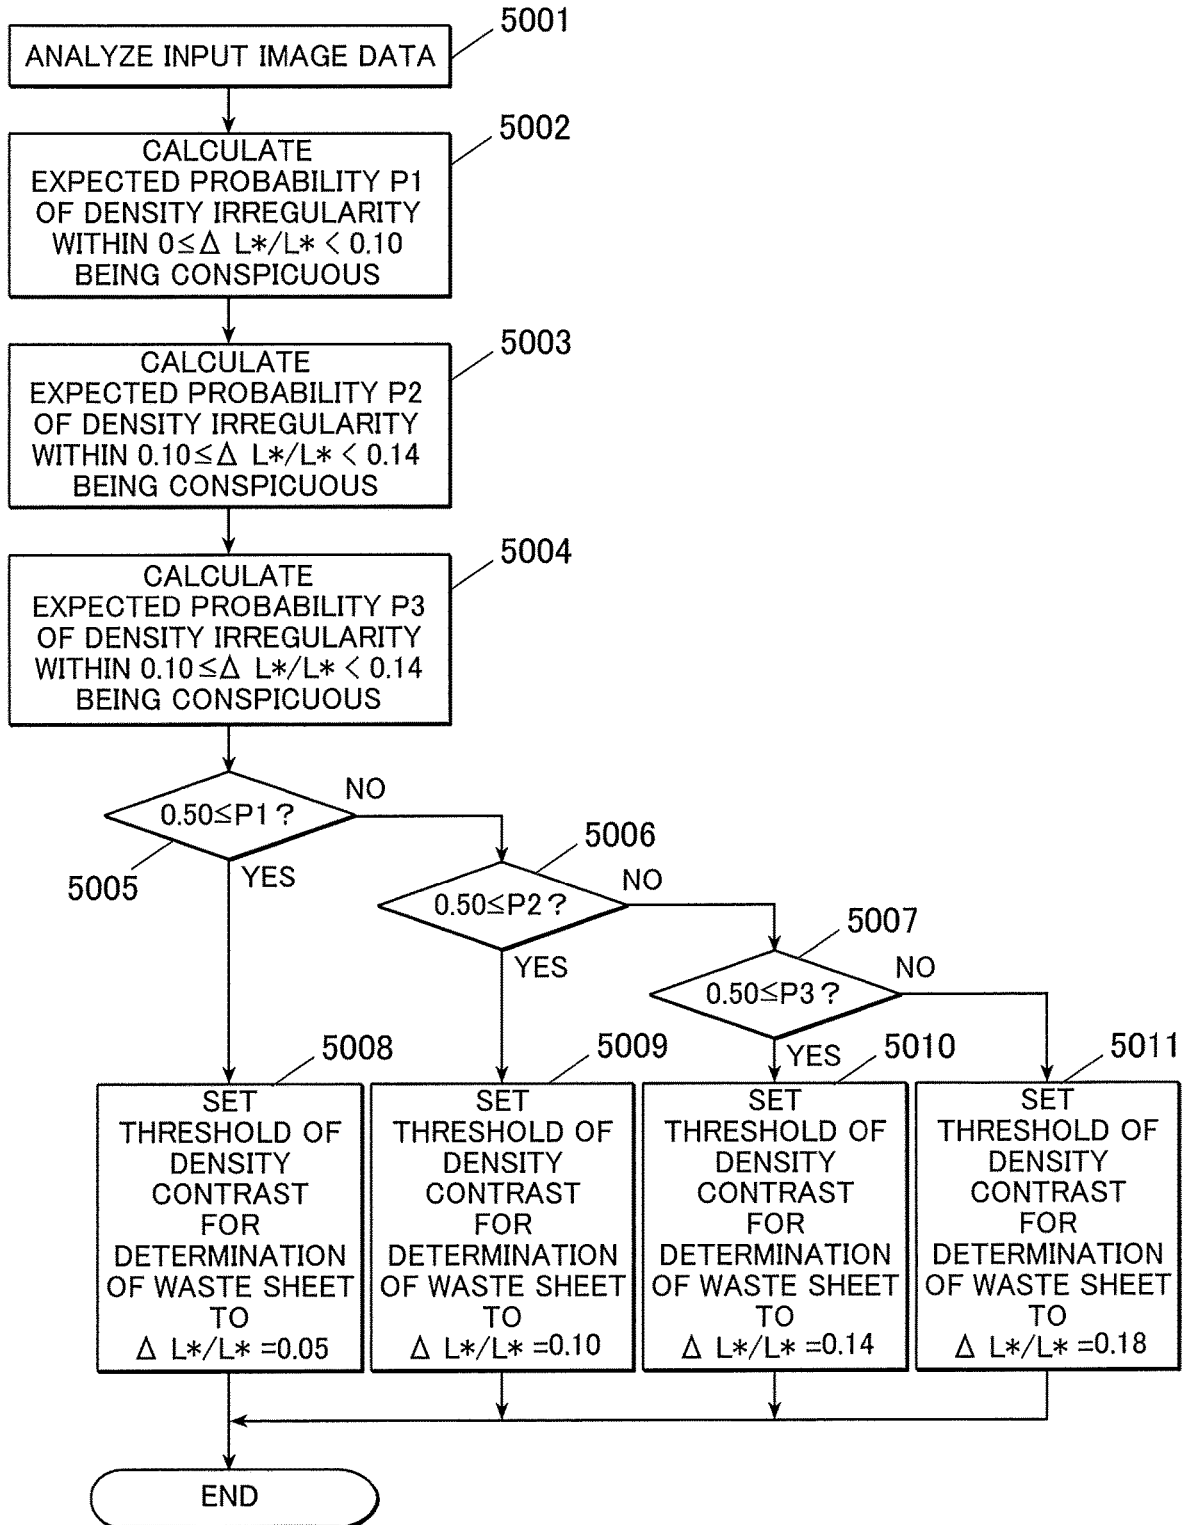 5001
ANALYZE INPUT IMAGE DATA
5002
CALCULATE
EXPECTED PROBABILITY P1
OF DENSITY IRREGULARITY
WITHIN 0≤Δ L*/L* < 0.10
BEING CONSPICUOUS
5003
CALCULATE
EXPECTED PROBABILITY P2
OF DENSITY IRREGULARITY
WITHIN 0.10≤Δ L*/L* < 0.14
BEING CONSPICUOUS
5004
CALCULATE
EXPECTED PROBABILITY P3
OF DENSITY IRREGULARITY
WITHIN 0.10≤Δ L*/L* < 0.14
BEING CONSPICUOUS
0.50≤P1?
NO
YES
5005
5006
0.50≤P2?
NO
YES
5007
0.50≤P3?
NO
YES
5008
SET
THRESHOLD OF
DENSITY
CONTRAST
FOR
DETERMINATION
OF WASTE SHEET
TO
Δ L*/L* =0.05
5009
SET
THRESHOLD OF
DENSITY
CONTRAST
FOR
DETERMINATION
OF WASTE SHEET
TO
Δ L*/L* =0.10
5010
SET
THRESHOLD OF
DENSITY
CONTRAST
FOR
DETERMINATION
OF WASTE SHEET
TO
Δ L*/L* =0.14
5011
SET
THRESHOLD OF
DENSITY
CONTRAST
FOR
DETERMINATION
OF WASTE SHEET
TO
Δ L*/L* =0.18
END